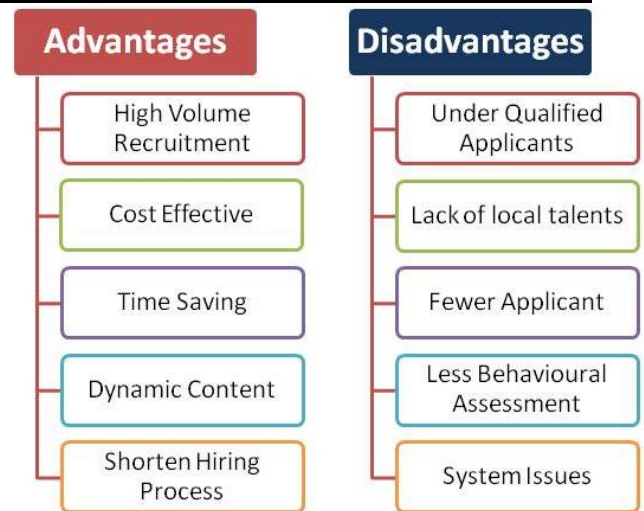 Advantages
High Volume
Recruitment
Cost Effective
Time Saving
Dynamic Content
Shorten Hiring
Process
Disadvantages
Under Qualified
Applicants
Lack of local talents
Fewer Applicant
Less Behavioural
Assessment
System Issues